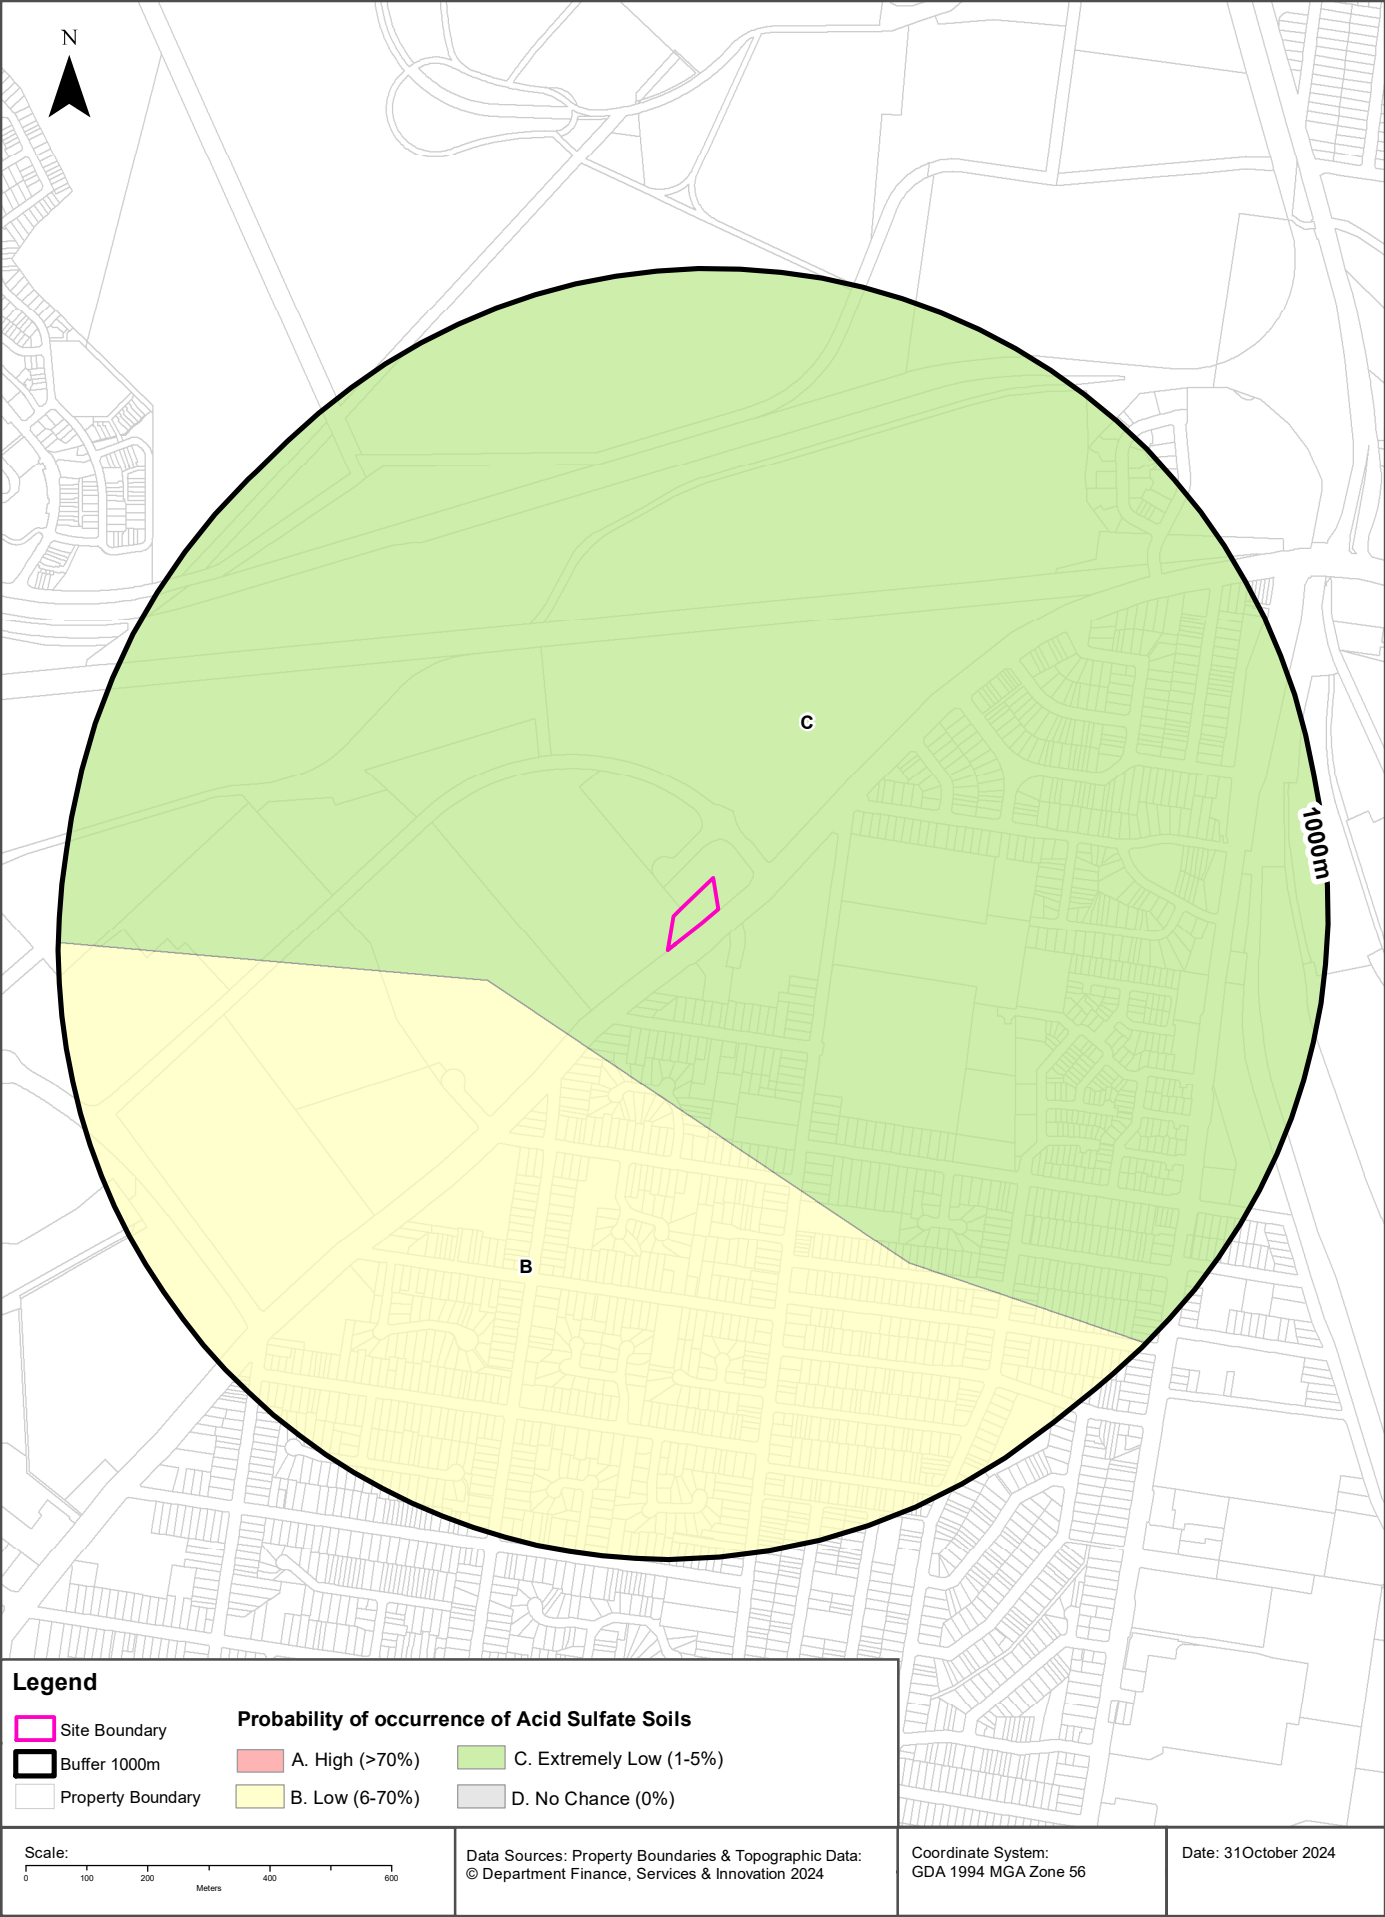 N
C
1000m
B
Legend
Site Boundary
Buffer 1000m
Property Boundary
Probability of occurrence of Acid Sulfate Soils
A. High (>70%)
C. Extremely Low (1-5%)
B. Low (6-70%)
D. No Chance (0%)
Scale:
0 100 200 400 600
Meters
Data Sources: Property Boundaries & Topographic Data:
© Department Finance, Services & Innovation 2024
Coordinate System:
GDA 1994 MGA Zone 56
Date: 31October 2024